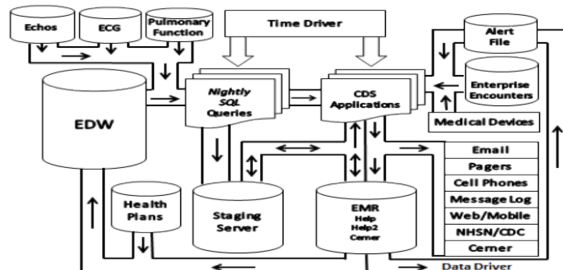 Echos
ECG
Pulmonary
Function
Time Driver
Alert
File
EDW
Nightly
SQL
Queries
CDS
Applications
Enterprise
Encounters
Medical Devices
Email
Pagers
Cell Phones
Message Log
Web/Mobile
NHSN/CDC
Cerner
Health
Plans
Staging
Server
EMR
Help
Help2
Cerner
Data Driver